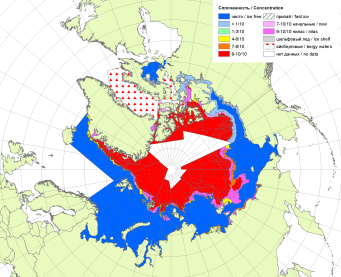 Сплоченность / Concentration
чисто / ice free
< 1/10
1-3/10
4-6/10
7-8/10
9-10/10
припай / fast ice
7-10/10 начальные / new
9-10/10 нилас / nilas
шельфовый лед / ice shelf
айсберговые / bergy waters
нет данных / no data